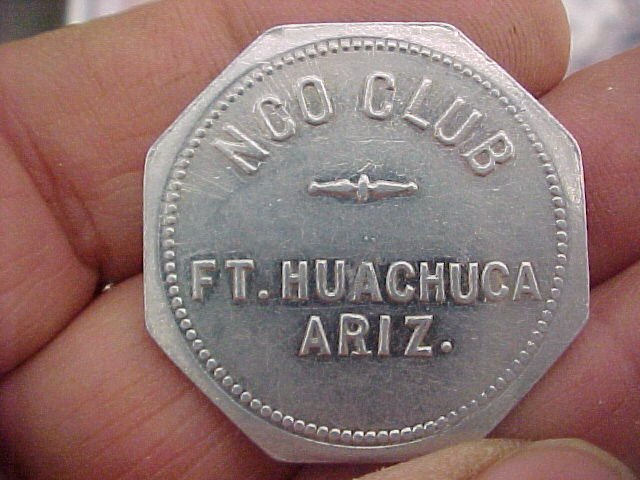 NCO CLUB
FT. HUACHUCA
ARIZ.